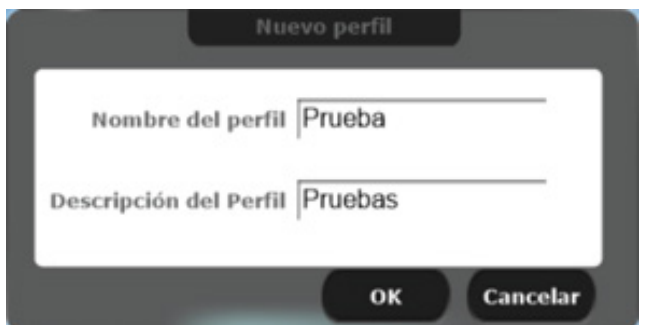 Nuevo perfil
Nombre del perfil Prueba
Descripción del Perfil Pruebas
OK Cancelar